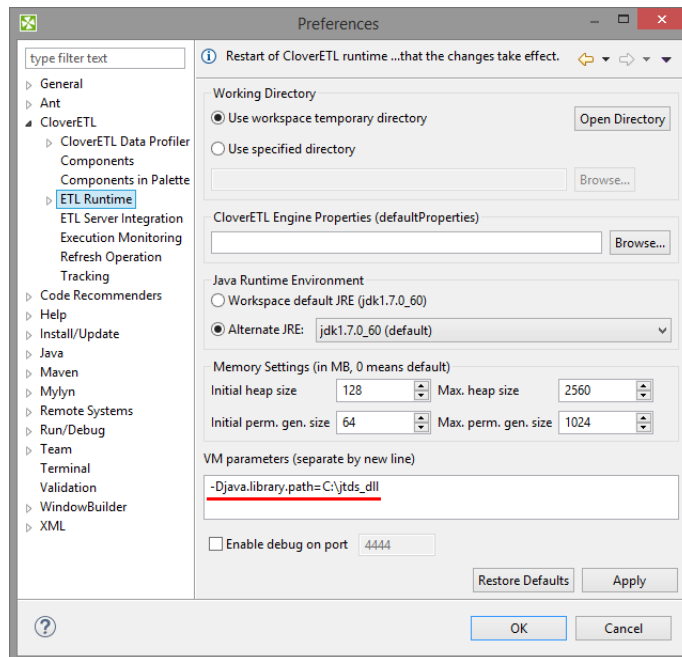 Preferences
type filter text
Restart of CloverETL runtime ...that the changes take effect.
General
Ant
CloverETL
CloverETL Data Profiler
Components
Components in Palette
ETL Runtime
ETL Server Integration
Execution Monitoring
Refresh Operation
Tracking
Code Recommenders
Help
Install/Update
Java
Maven
Mylyn
Remote Systems
Run/Debug
Team
Terminal
Validation
WindowBuilder
XML
Working Directory
Use workspace temporary directory Open Directory
Use specified directory
Browse...
CloverETL Engine Properties (defaultProperties)
Browse...
Java Runtime Environment
Workspace default JRE (jdk1.7.0_60)
Alternate JRE: jdk1.7.0_60 (default)
Memory Settings (in MB, 0 means default)
Initial heap size 128 Max. heap size 2560
Initial perm. gen. size 64 Max. perm. gen. size 1024
VM parameters (separate by new line)
-Djava.library.path=C:\jtds_dll
Enable debug on port 4444
Restore Defaults Apply
? OK Cancel